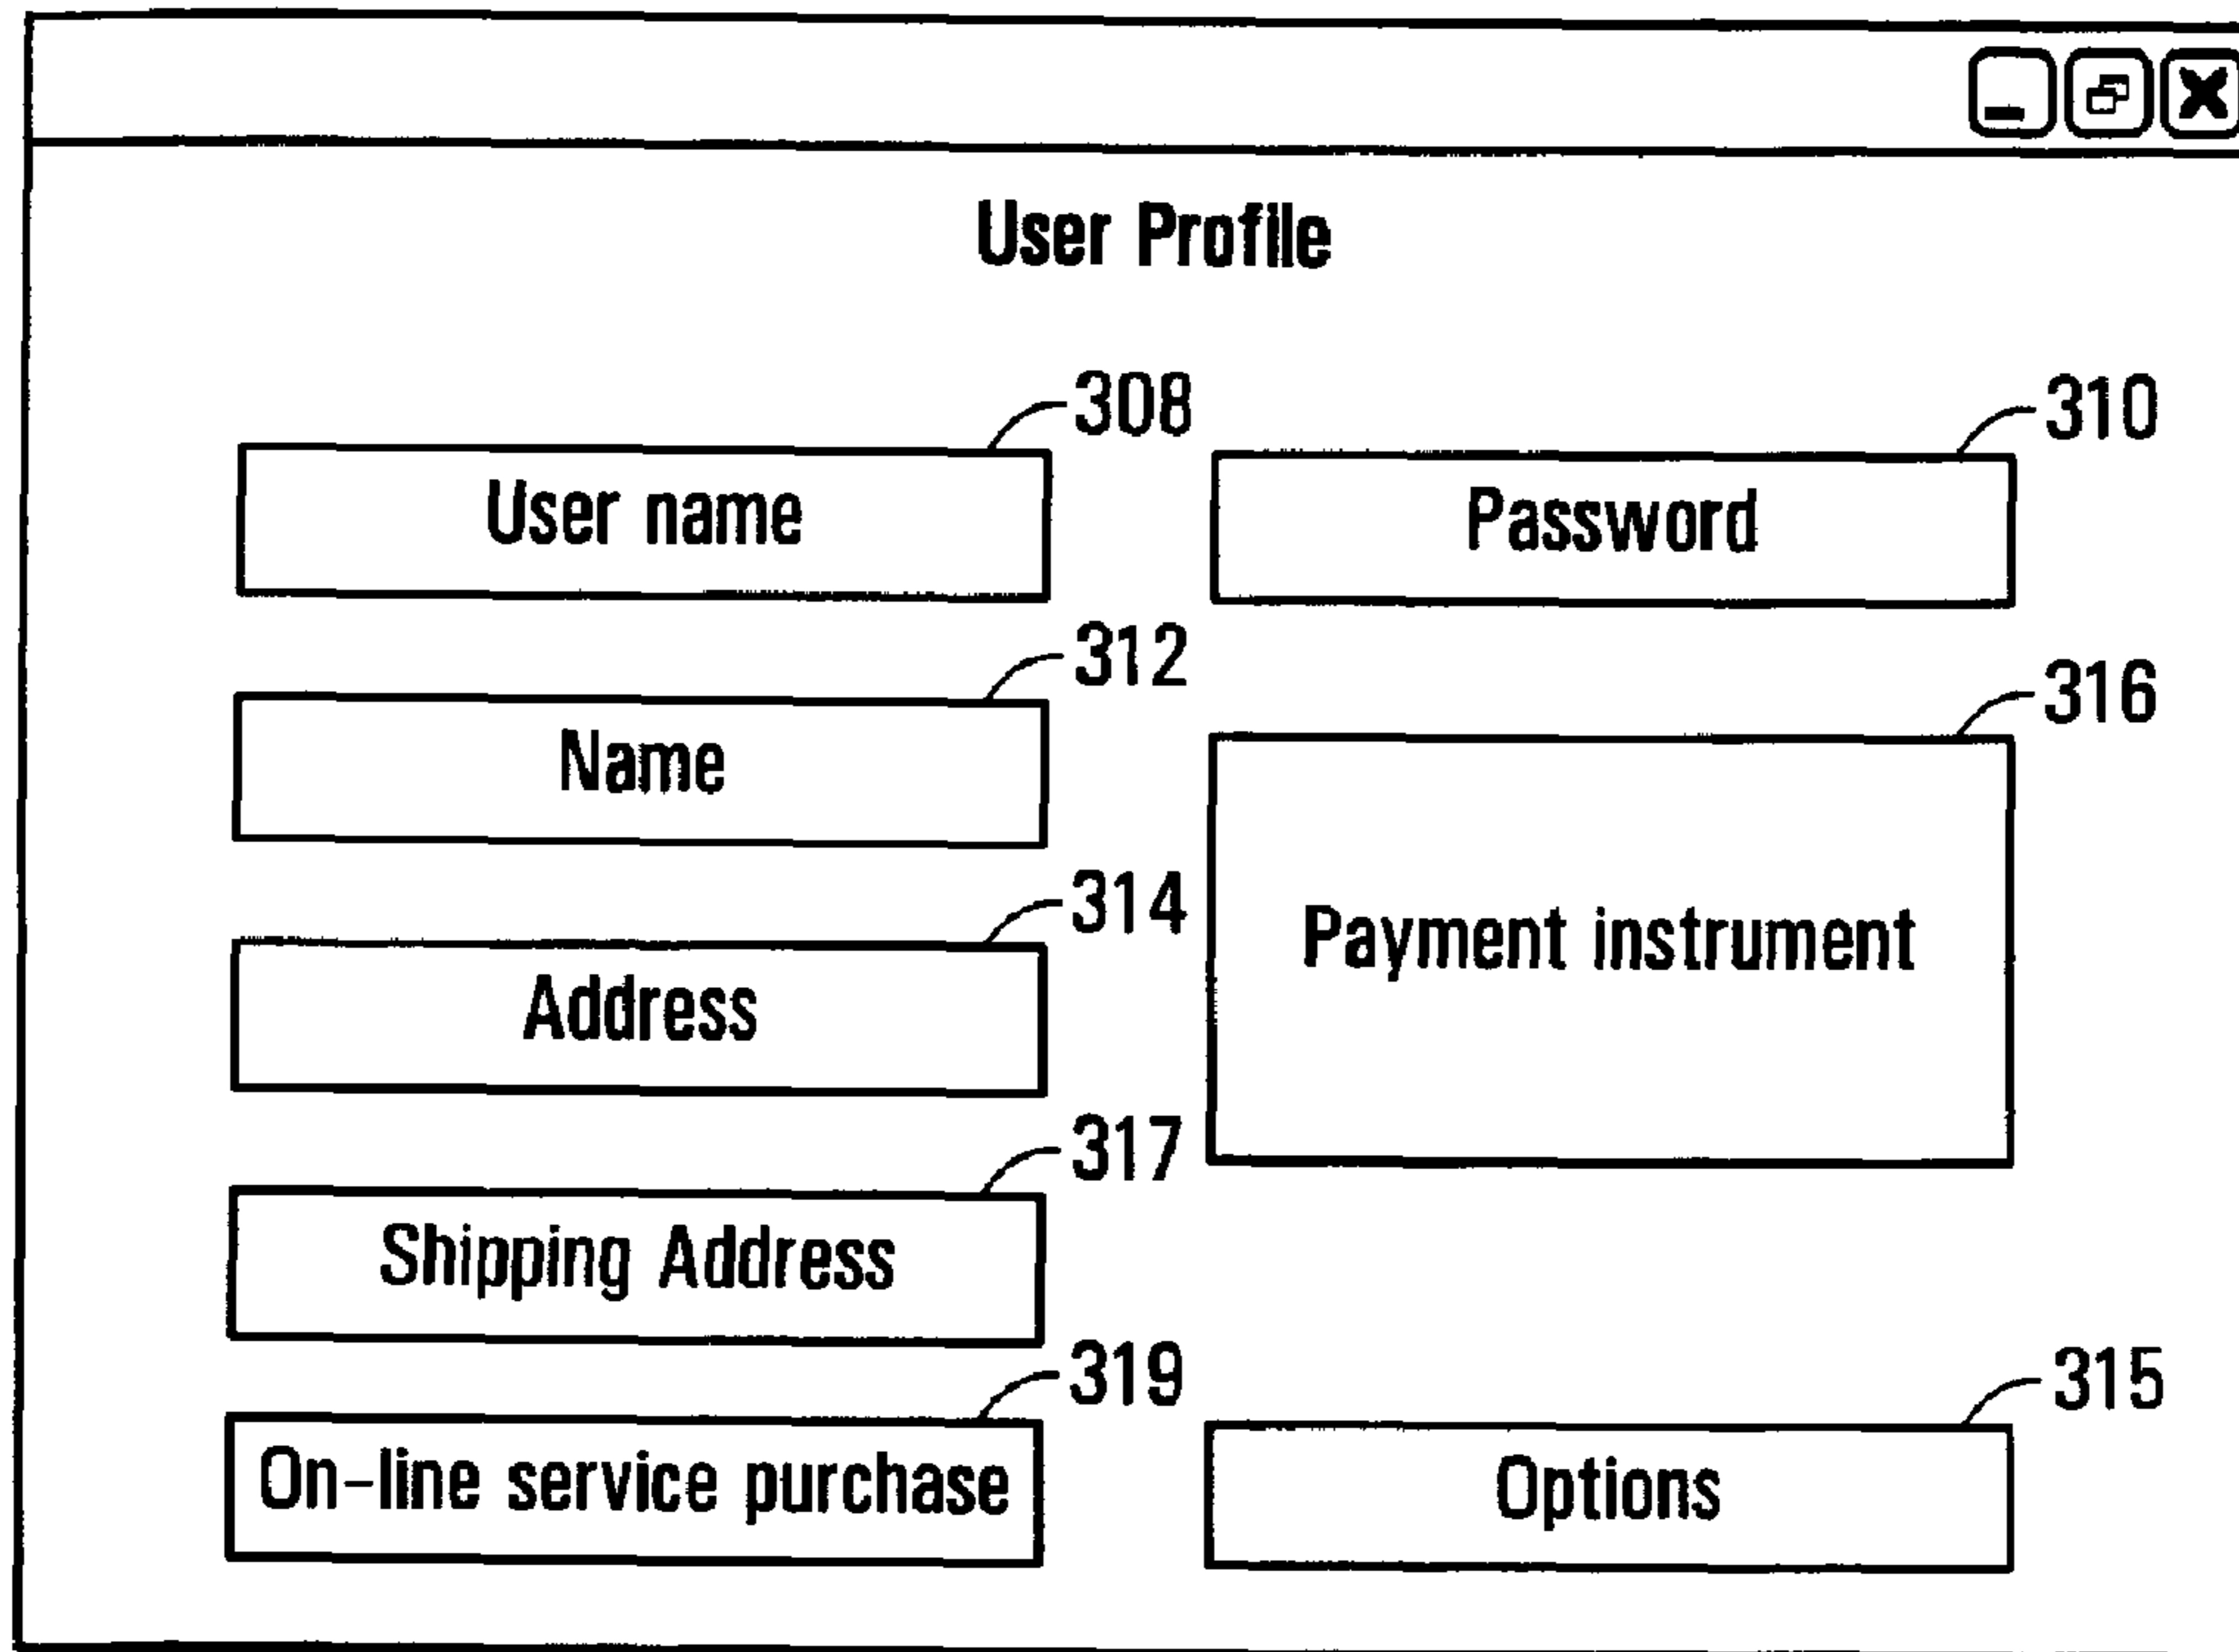 User Profile
308
310
User name
Password
312
316
Name
314
Payment instrument
Address
317
Shipping Address
319
315
On-line service purchase
Options